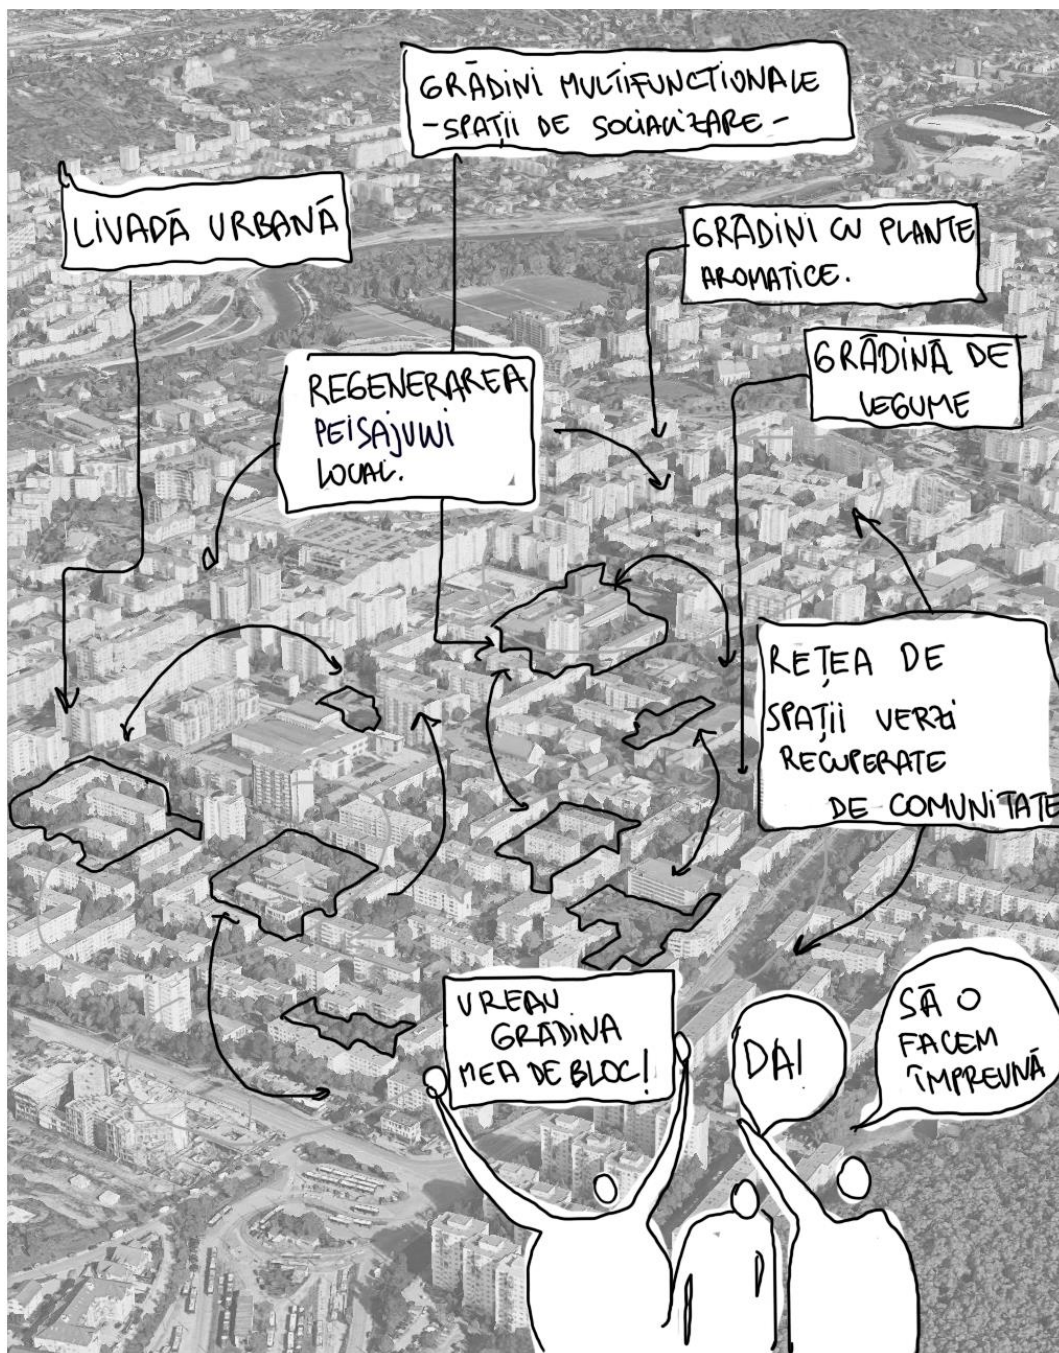 GRĂDINI MULTIFUNCȚIONALE
-SPAȚII DE SOCIALIZARE-
LIVADĂ URBANĂ
GRĂDINI CU PLANTE
AROMATICE.
REGENERAREA
PEISAJULUI
LOCAL.
GRĂDINĂ DE
LEGUME
REȚEA DE
SPAȚII VERZI
RECUPERATE
DE COMUNITATE
VREAU
GRĂDINA
MEA DE BLOC!
DA!
SĂ O
FACEM
ÎMPREUNĂ